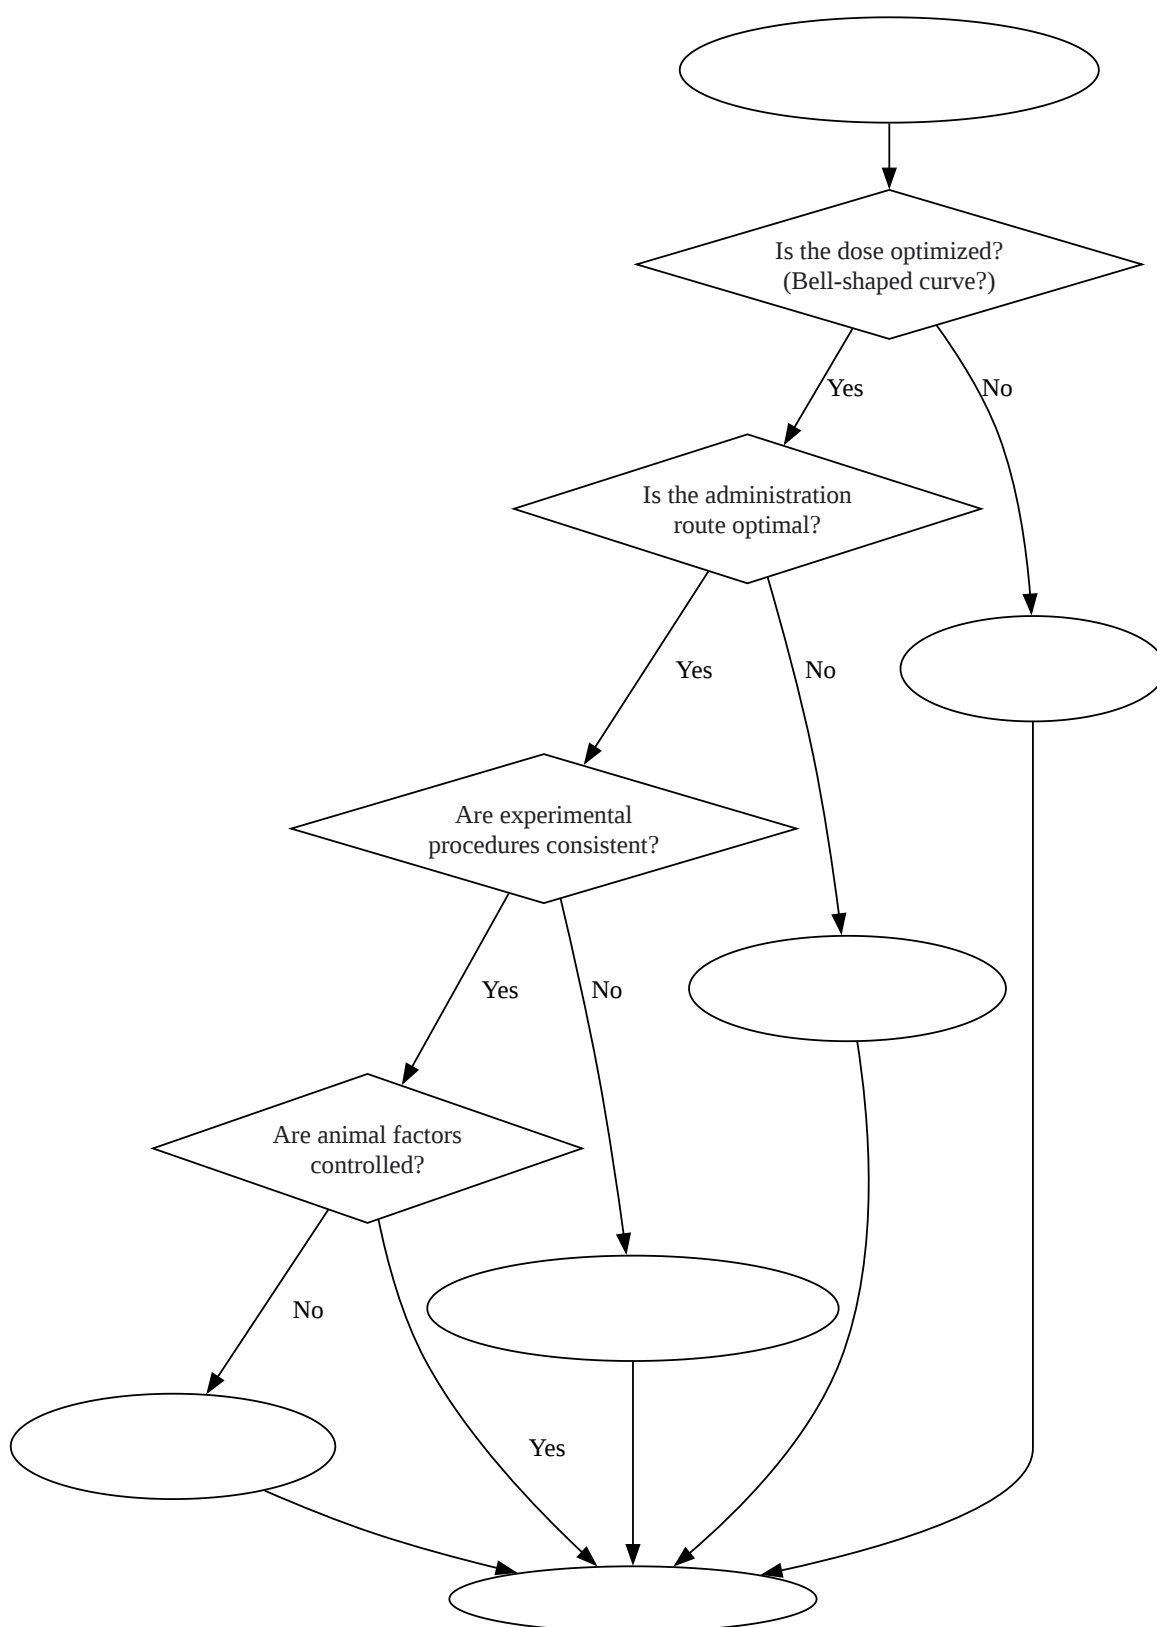 Is the dose optimized?
(Bell-shaped curve?)
Yes
No
Is the administration
route optimal?
Yes
No
Are experimental
procedures consistent?
Yes
No
Are animal factors
controlled?
No
Yes